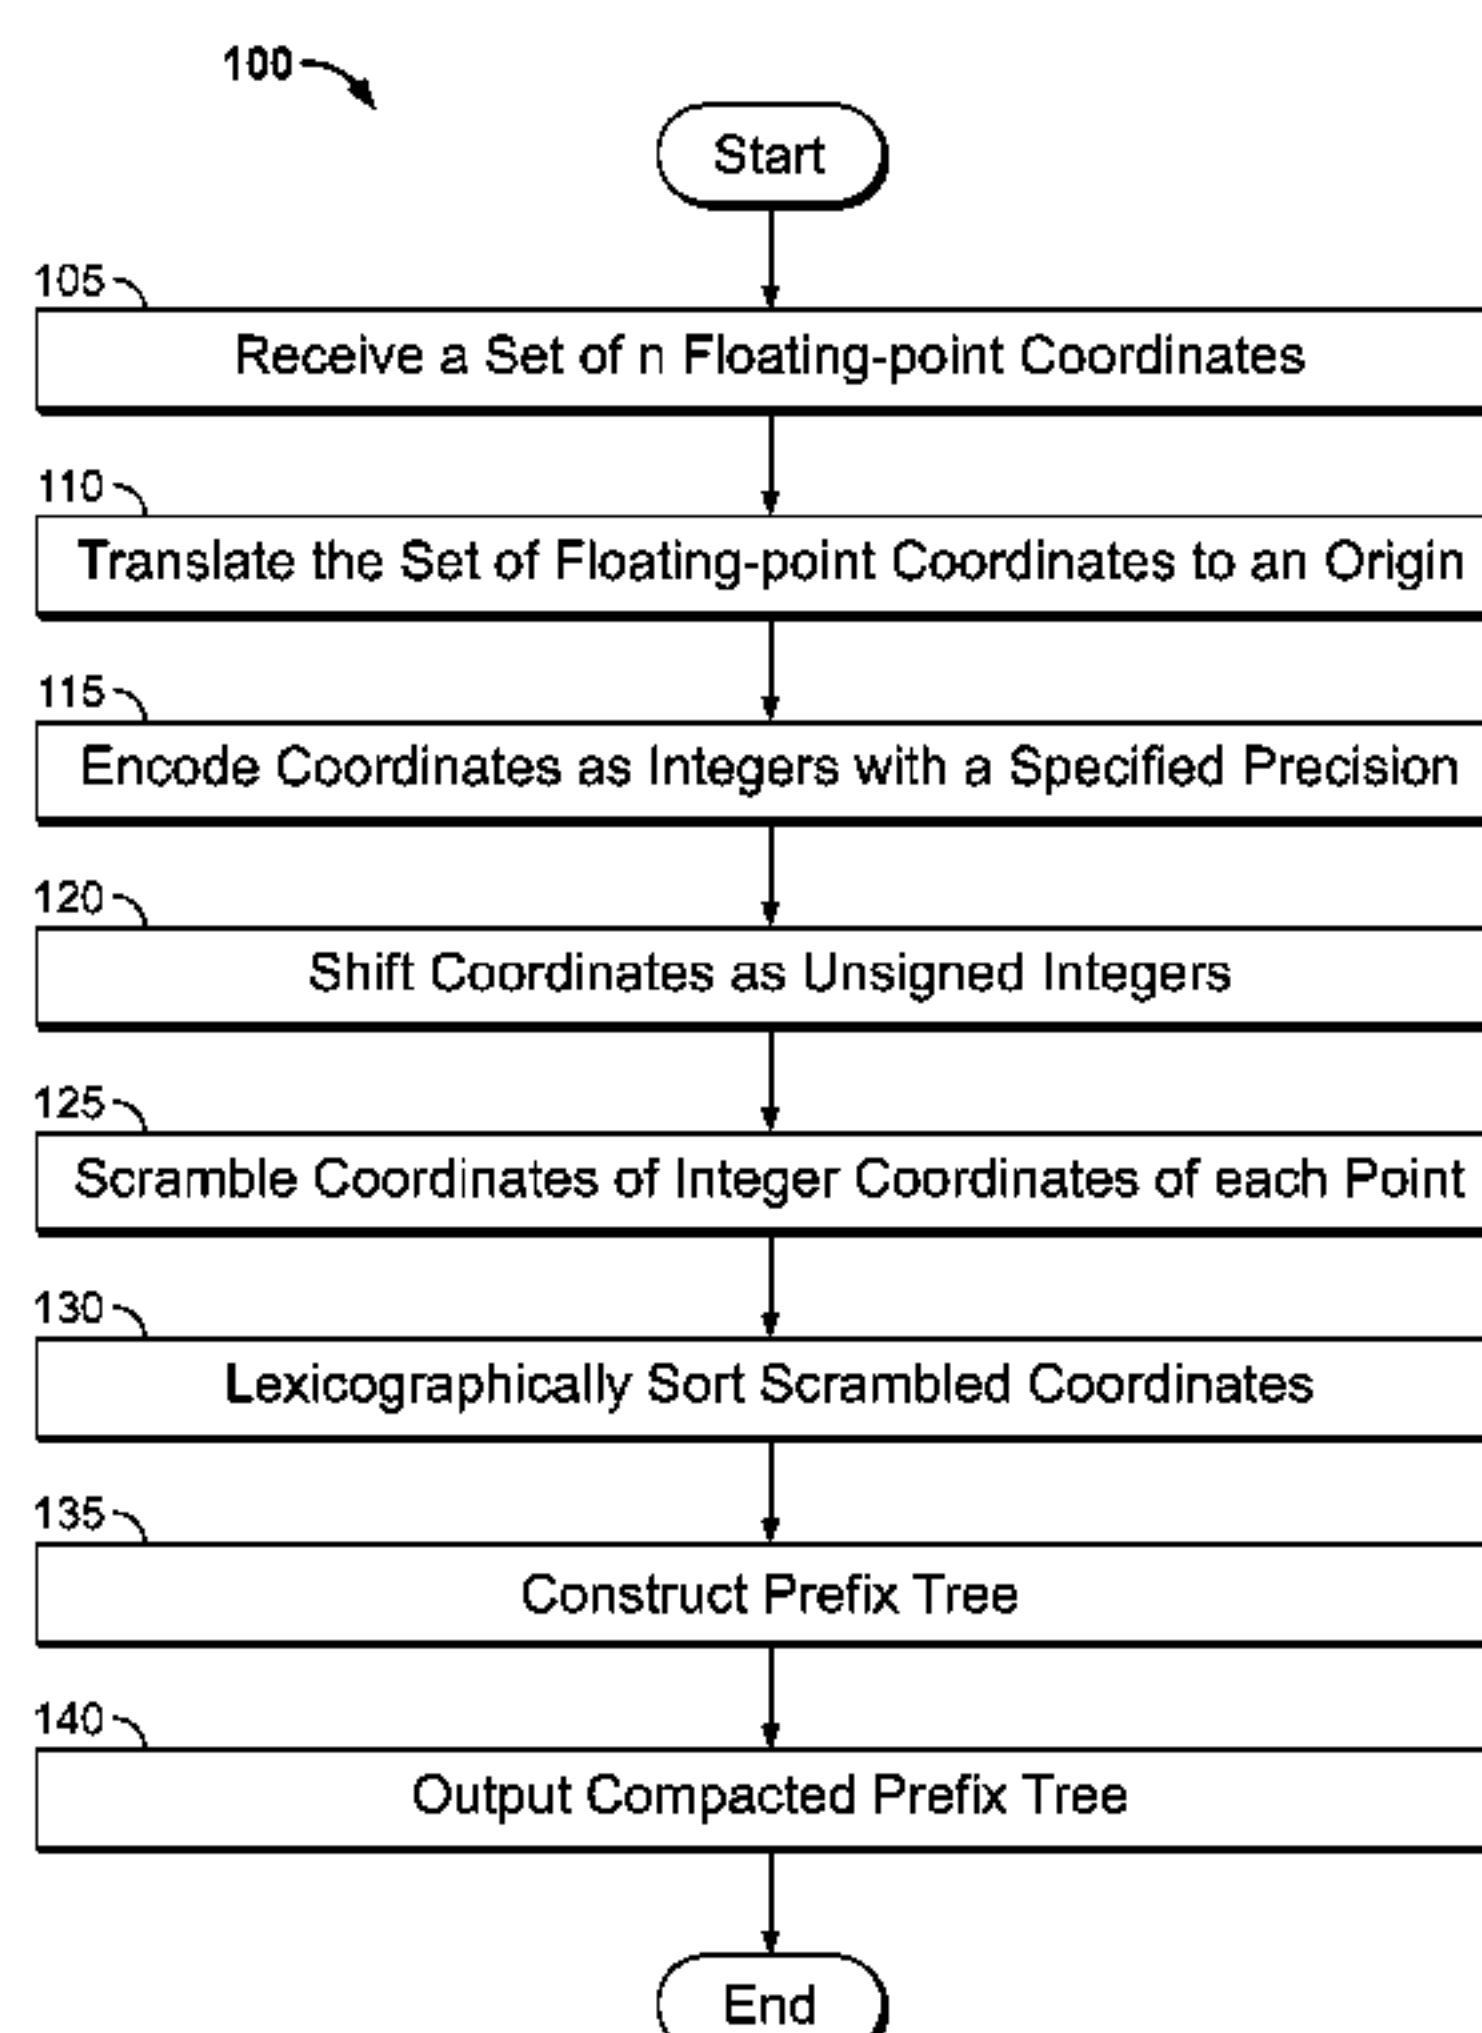 100
Start
105
Receive a Set of n Floating-point Coordinates
110
Translate the Set of Floating-point Coordinates to an Origin
115
Encode Coordinates as Integers with a Specified Precision
120
Shift Coordinates as Unsigned Integers
125
Scramble Coordinates of Integer Coordinates of each Point
130
Lexicographically Sort Scrambled Coordinates
135
Construct Prefix Tree
140
Output Compacted Prefix Tree
End